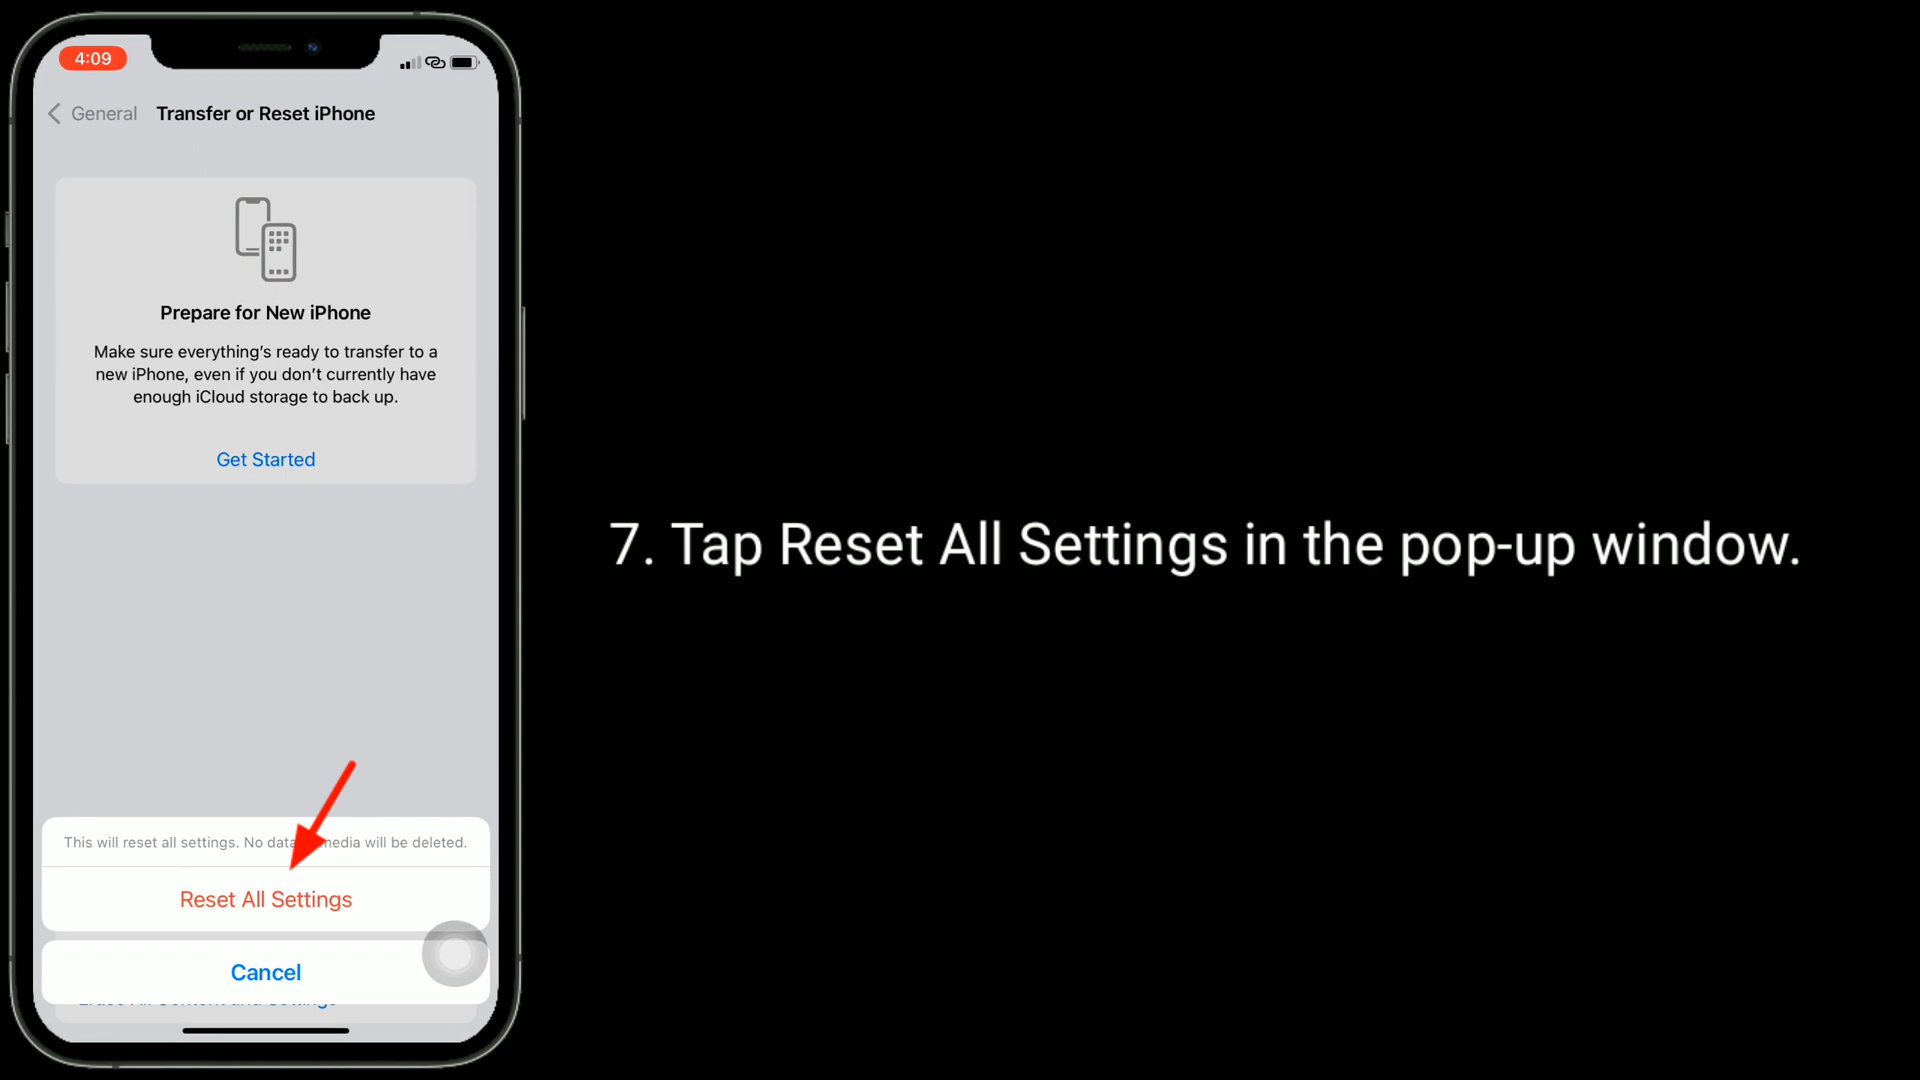 4:09
General Transfer or Reset iPhone
Prepare for New iPhone
Make sure everything's ready to transfer to a
new iPhone, even if you don't currently have
enough iCloud storage to back up.
Get Started
7. Tap Reset All Settings in the pop-up window.
This will reset all settings. No data media will be deleted.
Reset All Settings
Cancel